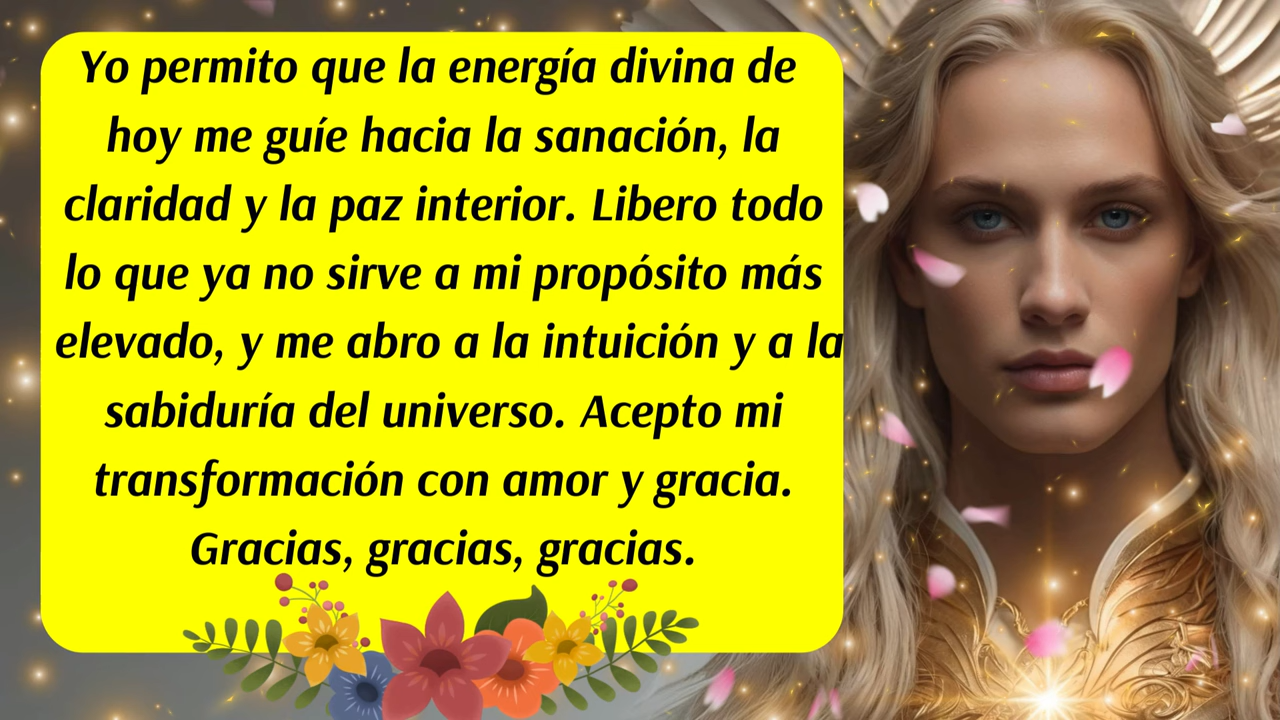 Yo permito que la energía divina de
hoy me guíe hacia la sanación, la
claridad y la paz interior. Libero todo
lo que ya no sirve a mi propósito más
elevado, y me abro a la intuición y a la
sabiduría del universo. Acepto mi
transformación con amor y gracia.
Gracias, gracias, gracias.